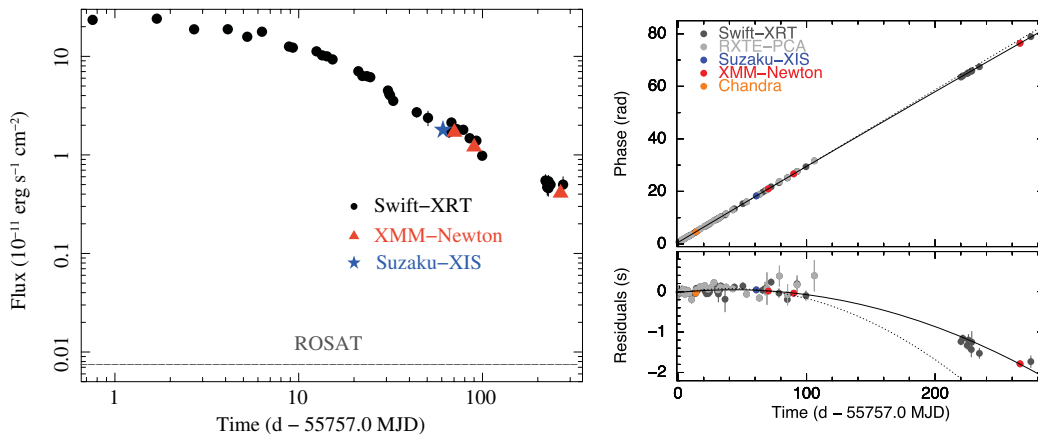 10
1
0.1
0.01
Flux (10⁻¹¹ erg s⁻¹ cm⁻²)
Swift−XRT
XMM−Newton
Suzaku−XIS
ROSAT
1
10
100
Time (d − 55757.0 MJD)
80
60
40
20
0
Phase (rad)
Swift−XRT
RXTE−PCA
Suzaku−XIS
XMM−Newton
Chandra
0
−1
−2
Residuals (s)
0
100
200
Time (d − 55757.0 MJD)